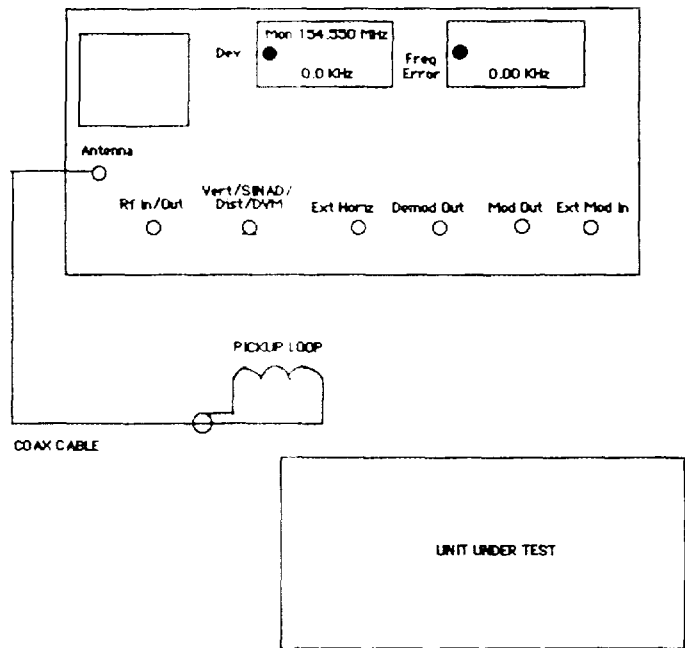 Mon 154.550 MHz
Dev
0.0 KHz
Freq
Error
0.00 KHz
Antenna
Rf In/Out
Vert/SINAD/
Dist/DVM
Ext Horiz
Demod Out
Mod Out
Ext Mod In
PICKUP LOOP
COAX CABLE
UNIT UNDER TEST